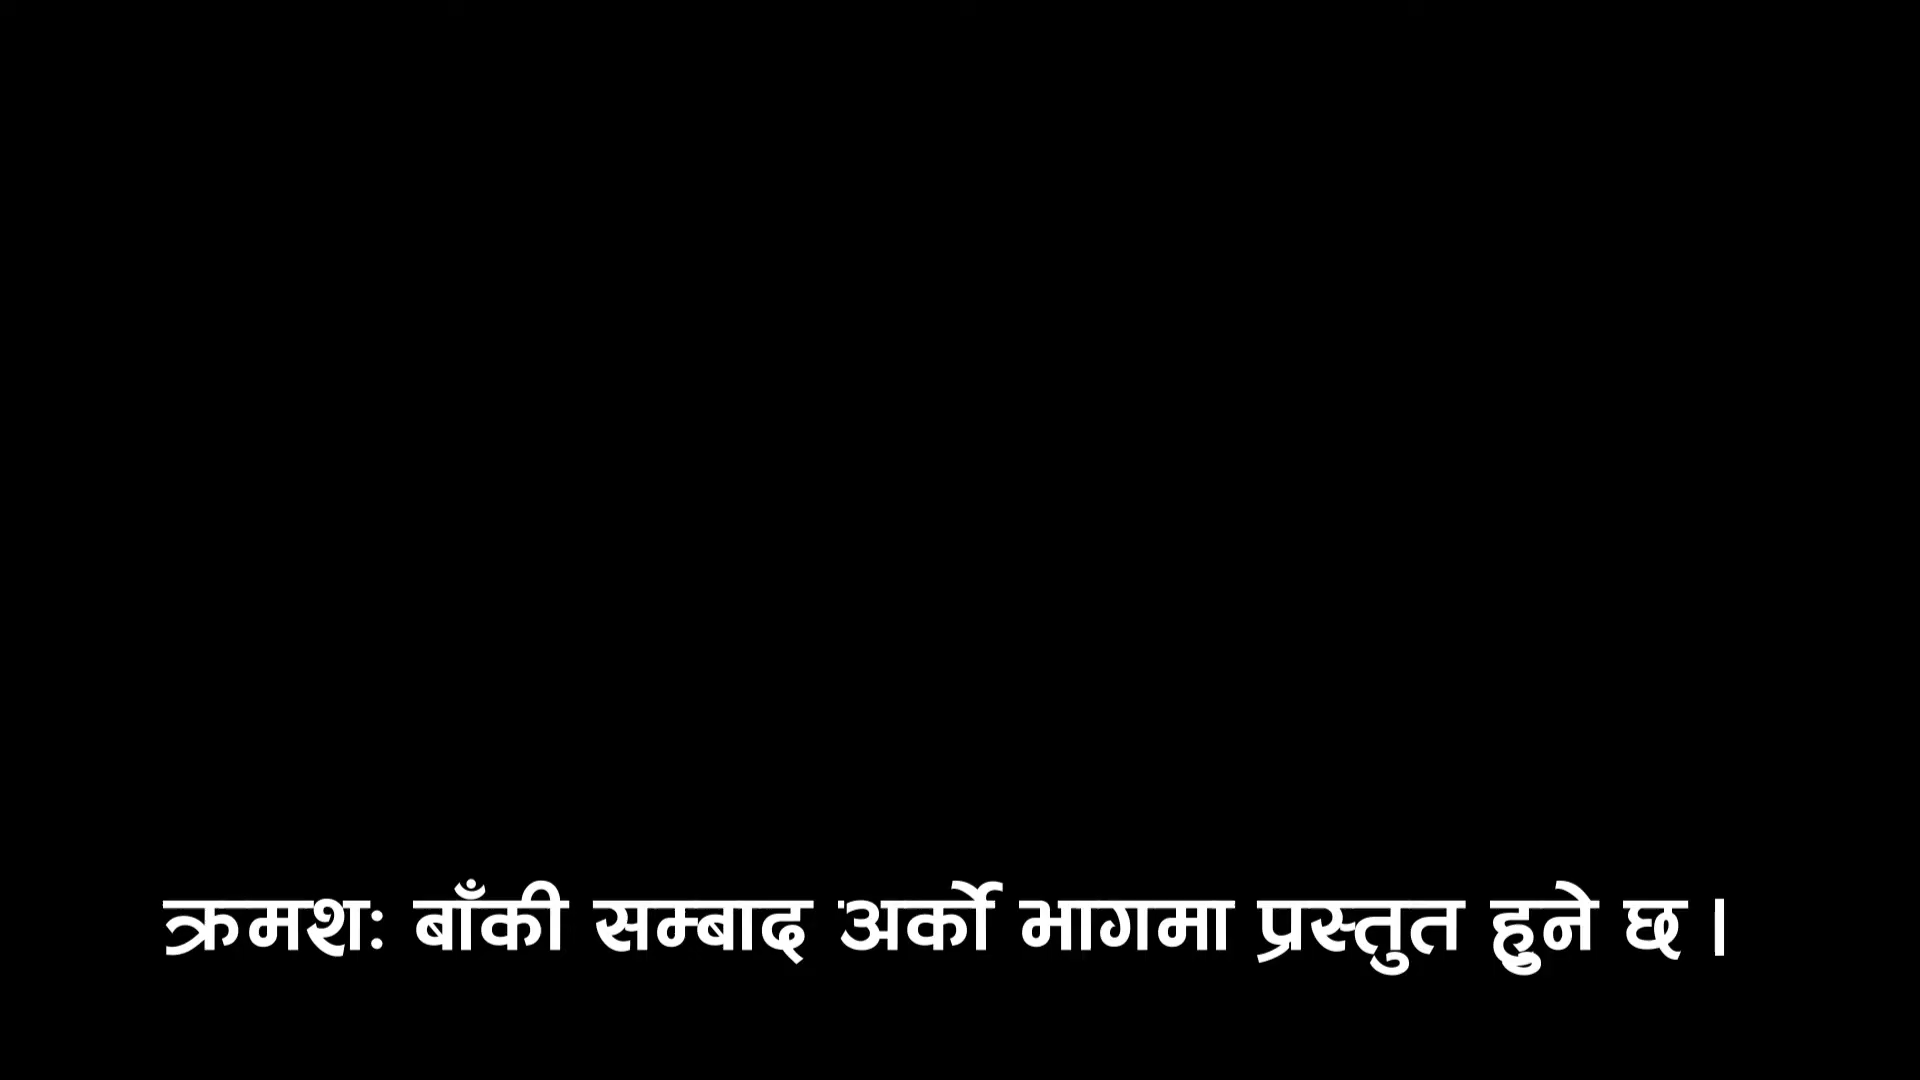 क्रमशः बाँकी सम्बाद अर्को भागमा प्रस्तुत हुने छ ।